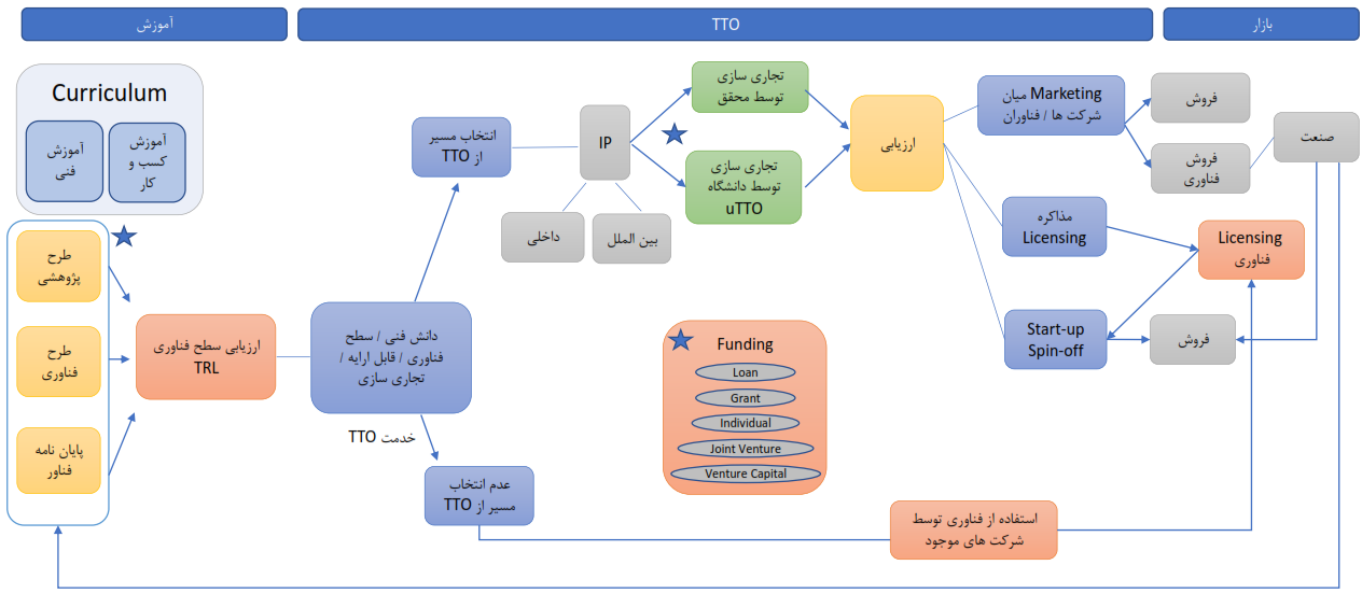 آموزش
TTO
بازار
Curriculum
آموزش
فنی
آموزش
کسب و
کار
طرح
پژوهشی
طرح
فناوری
پایان نامه
فناور
ارزیابی سطح فناوری
TRL
دانش فنی / سطح
فناوری / قابل ارایه /
تجاری سازی
انتخاب مسیر
از TTO
خدمت TTO
عدم انتخاب
مسیر از TTO
IP
داخلی
بین الملل
تجاری سازی
توسط محقق
تجاری سازی
توسط دانشگاه
uTTO
ارزیابی
Marketing میان
شرکت ها / فناوران
مذاکره
Licensing
Start-up
Spin-off
فروش
فروش
فناوری
صنعت
Licensing
فناوری
فروش
Funding
Loan
Grant
Individual
Joint Venture
Venture Capital
استفاده از فناوری توسط
شرکت های موجود